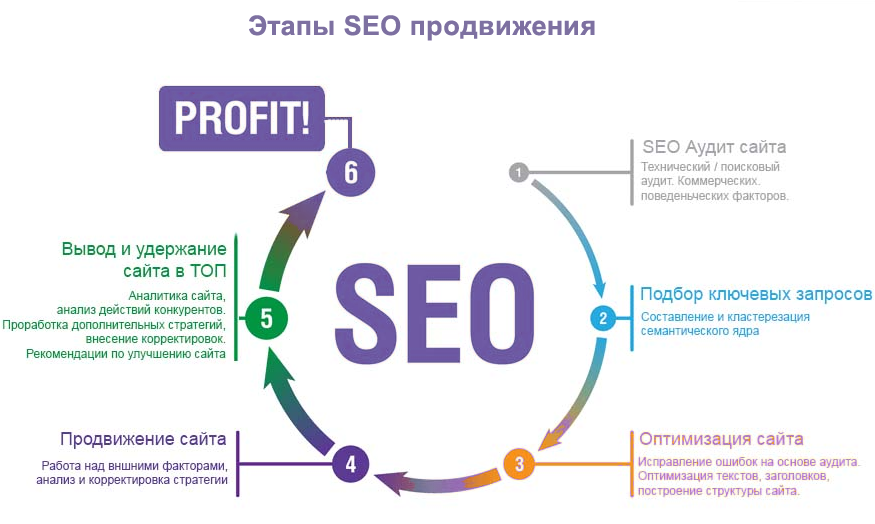 Этапы SEO продвижения
PROFIT!
6
1
SEO Аудит сайта
Технический / поисковый
аудит. Коммерческих.
поведеньческих факторов.
Вывод и удержание
сайта в ТОП
Аналитика сайта,
анализ действий конкурентов.
Проработка дополнительных стратегий,
внесение корректировок.
Рекомендации по улучшению сайта
5
SEO
2
Подбор ключевых запросов
Составление и кластерезация
семантического ядра
Продвижение сайта
Работа над вншними факторами,
анализ и корректировка стратегии
4
3
Оптимизация сайта
Исправление ошибок на основе аудита.
Оптимизация текстов, заголовков,
построение структуры сайта.